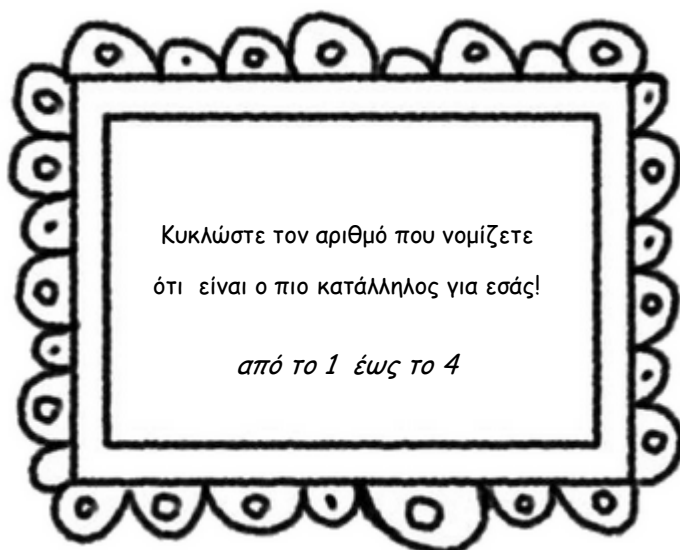 Κυκλώστε τον αριθμό που νομίζετε
ότι είναι ο πιο κατάλληλος για εσάς!
από το 1 έως το 4